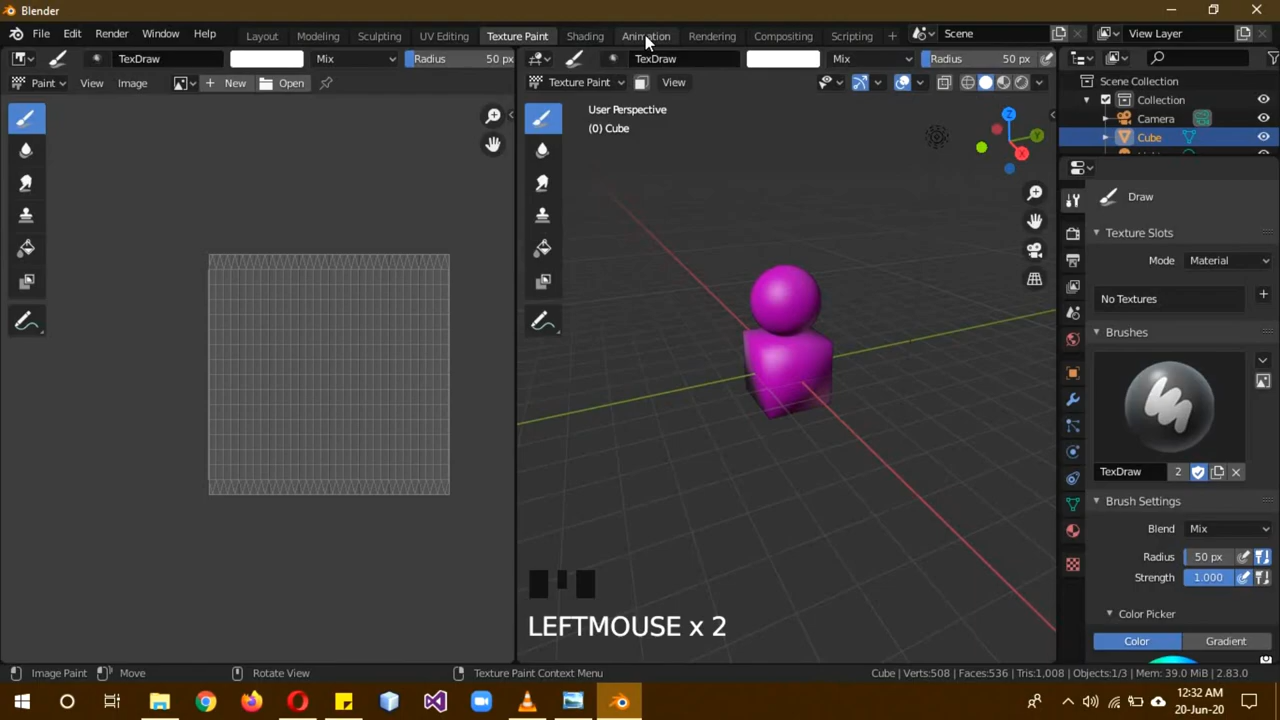 Blender
File Edit Render Window Help
Layout Modeling Sculpting UV Editing Texture Paint Shading Animation Rendering Compositing Scripting
Scene
View Layer
TexDraw Mix Radius 50 px
TexDraw Mix Radius 50 px
Paint View Image New Open
Texture Paint View
User Perspective
(0) Cube
Z
Y
X
Scene Collection
Collection
Camera
Cube
Draw
Texture Slots
Mode Material
No Textures
Brushes
TexDraw 2
Brush Settings
Blend Mix
Radius 50 px
Strength 1.000
Color Picker
Color Gradient
LEFTMOUSE x 2
Image Paint Move Rotate View Texture Paint Context Menu
Cube | Verts:508 | Faces:536 | Tris:1,008 | Objects:1/3 | Mem: 39.0 MiB | 2.83.0
12:32 AM
20-Jun-20